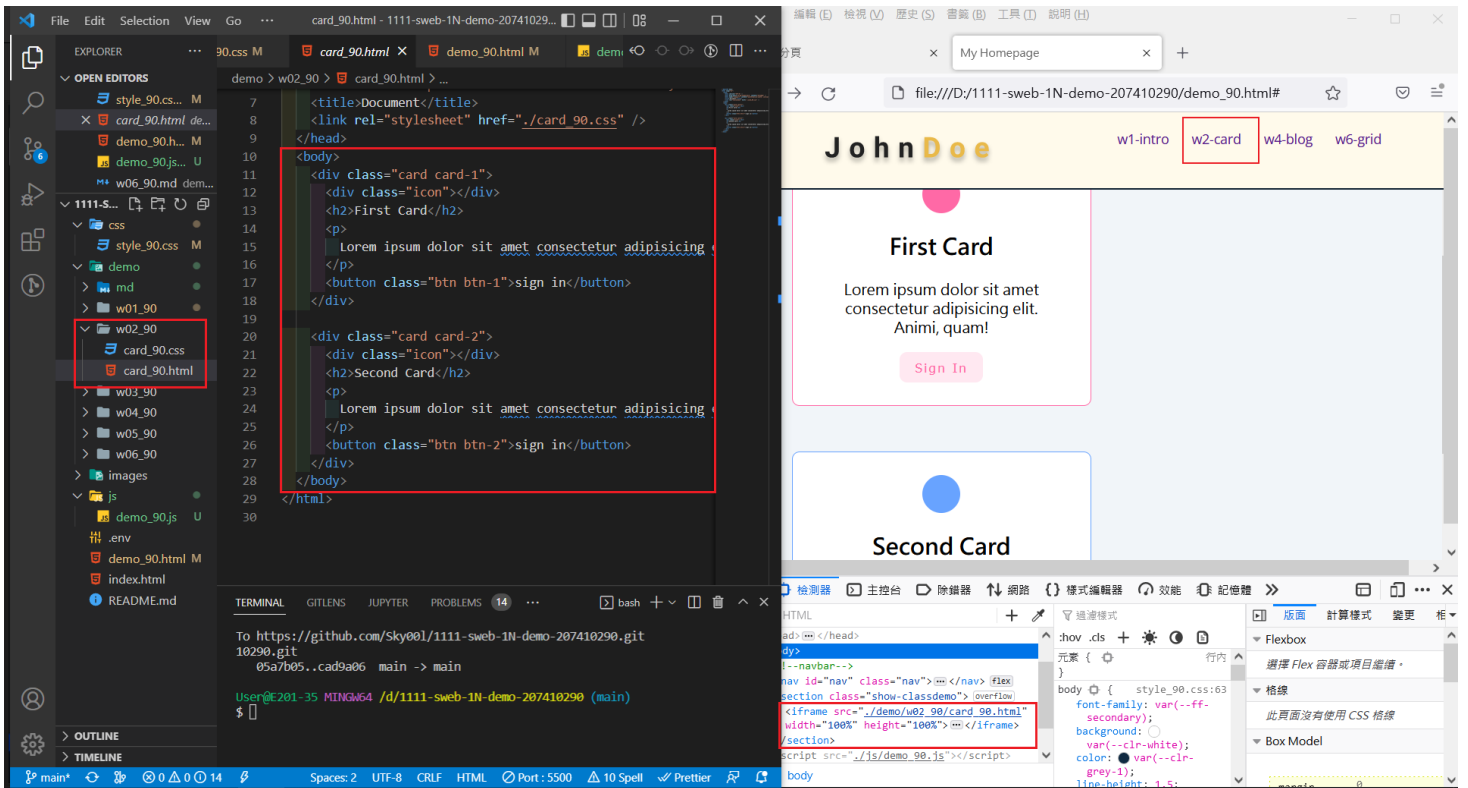 File Edit Selection View Go ··· card_90.html - 1111-sweb-1N-demo-20741029...
EXPLORER ···
OPEN EDITORS
style_90.cs... M
card_90.html de...
demo_90.h... M
demo_90.js... U
w06_90.md dem...
1111-S...
css
style_90.css M
demo
md
w01_90
w02_90
card_90.css
card_90.html
w03_90
w04_90
w05_90
w06_90
images
js
demo_90.js U
.env
demo_90.html M
index.html
README.md
OUTLINE
TIMELINE
90.css M card_90.html demo_90.html M dem
demo > w02_90 > card_90.html > ...
7 <title>Document</title>
8 <link rel="stylesheet" href="./card_90.css" />
9 </head>
10 <body>
11 <div class="card card-1">
12 <div class="icon"></div>
13 <h2>First Card</h2>
14 <p>
15 Lorem ipsum dolor sit amet consectetur adipisicing
16 </p>
17 <button class="btn btn-1">sign in</button>
18 </div>
19
20 <div class="card card-2">
21 <div class="icon"></div>
22 <h2>Second Card</h2>
23 <p>
24 Lorem ipsum dolor sit amet consectetur adipisicing
25 </p>
26 <button class="btn btn-2">sign in</button>
27 </div>
28 </body>
29 </html>
30
TERMINAL GITLENS JUPYTER PROBLEMS 14 ··· bash
To https://github.com/Sky00l/1111-sweb-1N-demo-207410290.git
10290.git
05a7b05..cad9a06 main -> main
User@E201-35 MINGW64 /d/1111-sweb-1N-demo-207410290 (main)
$
main* 0 0 14 Spaces: 2 UTF-8 CRLF HTML Port : 5500 10 Spell Prettier
編輯(E) 檢視(V) 歷史(S) 書籤(B) 工具(T) 說明(H)
分頁 My Homepage
file:///D:/1111-sweb-1N-demo-207410290/demo_90.html#
JohnDoe w1-intro w2-card w4-blog w6-grid
First Card
Lorem ipsum dolor sit amet
consectetur adipisicing elit.
Animi, quam!
Sign In
Second Card
檢測器 主控台 除錯器 網路 樣式編輯器 效能 記憶體
HTML
ad> ··· </head>
dy>
!--navbar-->
nav id="nav" class="nav"> ··· </nav> flex
section class="show-classdemo"> overflow
<iframe src="./demo/w02_90/card_90.html"
width="100%" height="100%"> ··· </iframe>
/section>
script src="./js/demo_90.js"></script>
body
過濾樣式
:hov .cls
元素 { 行內
}
body { style_90.css:63
font-family: var(--ff-
secondary);
background:
var(--clr-white);
color: var(--clr-
grey-1);
line-height: 1.5;
版面 計算樣式 變更
Flexbox
選擇 Flex 容器或項目繼續。
格線
此頁面沒有使用 CSS 格線
Box Model
margin 0